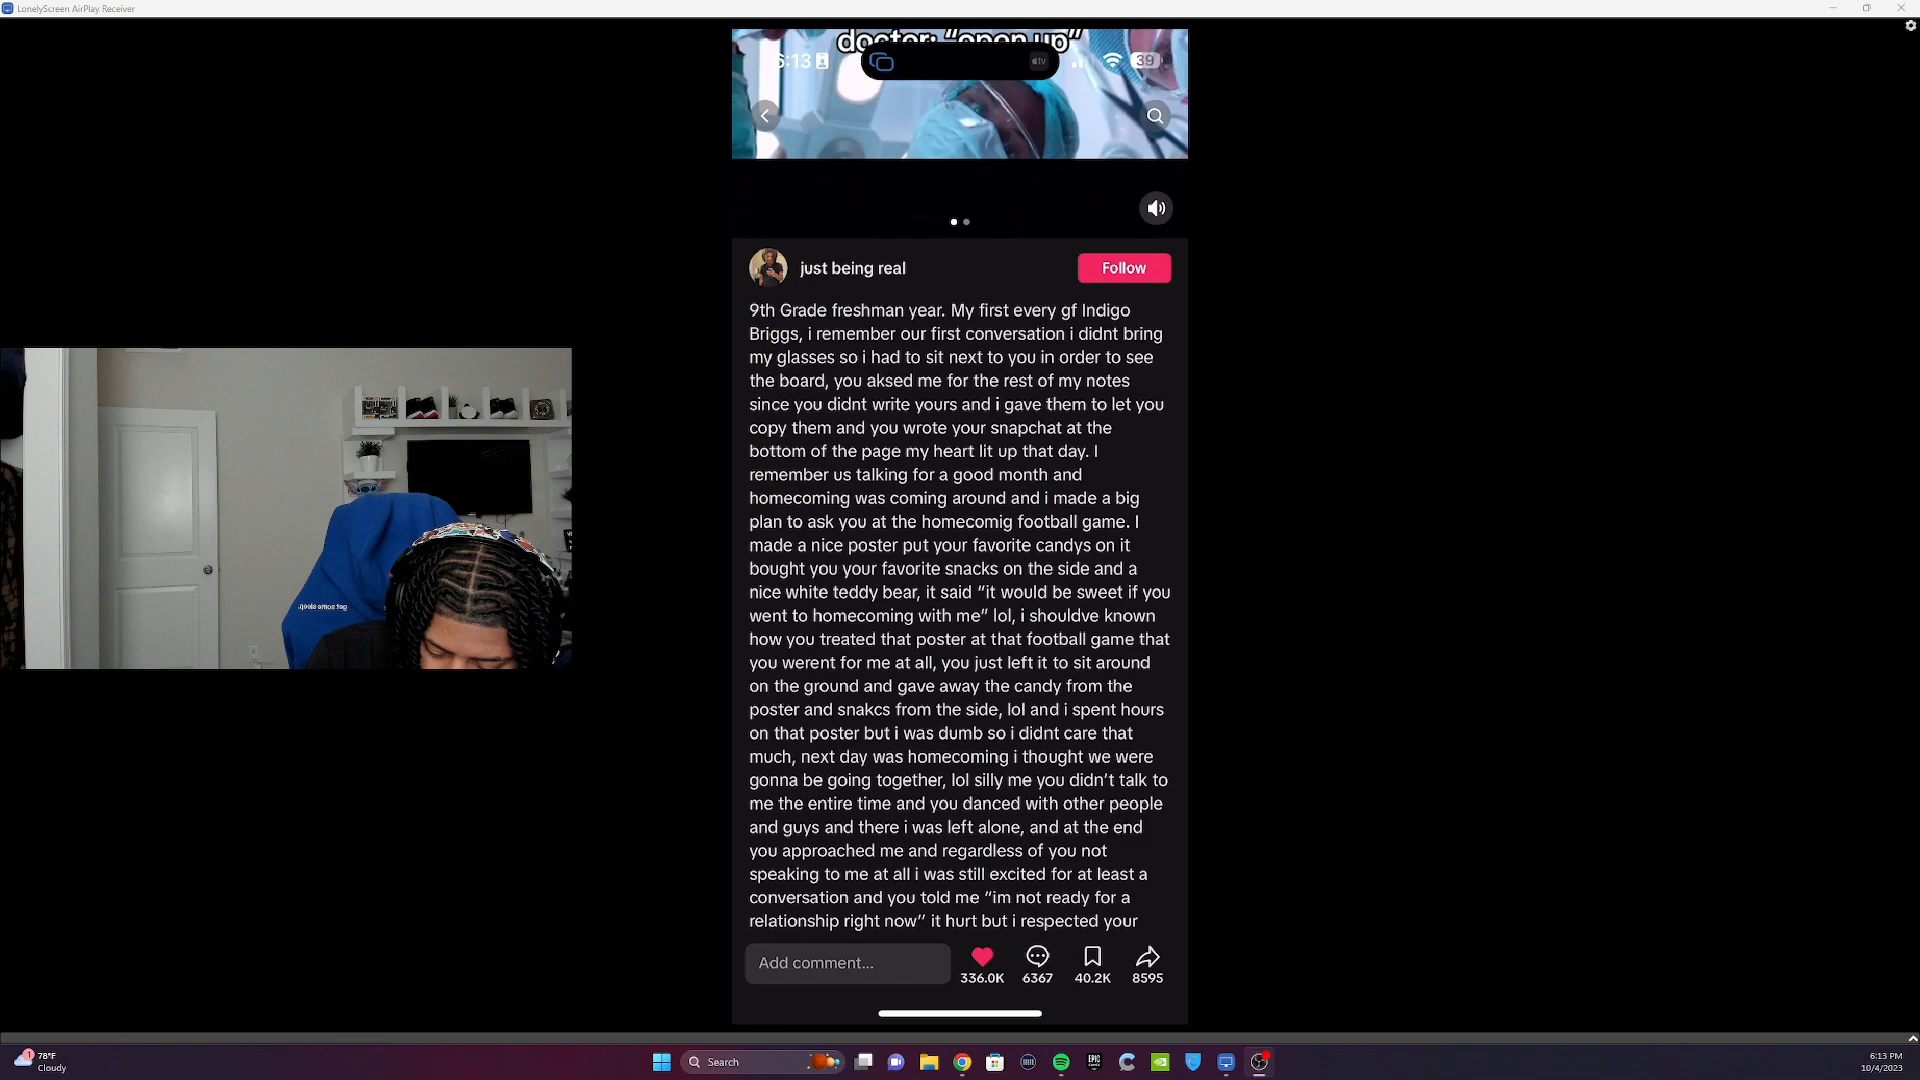 LonelyScreen AirPlay Receiver
doctor: “open up”
6:13
tv
39
just being real
Follow
9th Grade freshman year. My first every gf Indigo
Briggs, i remember our first conversation i didnt bring
my glasses so i had to sit next to you in order to see
the board, you aksed me for the rest of my notes
since you didnt write yours and i gave them to let you
copy them and you wrote your snapchat at the
bottom of the page my heart lit up that day. I
remember us talking for a good month and
homecoming was coming around and i made a big
plan to ask you at the homecomig football game. I
made a nice poster put your favorite candys on it
bought you your favorite snacks on the side and a
nice white teddy bear, it said “it would be sweet if you
went to homecoming with me” lol, i shouldve known
how you treated that poster at that football game that
you werent for me at all, you just left it to sit around
on the ground and gave away the candy from the
poster and snakcs from the side, lol and i spent hours
on that poster but i was dumb so i didnt care that
much, next day was homecoming i thought we were
gonna be going together, lol silly me you didn’t talk to
me the entire time and you danced with other people
and guys and there i was left alone, and at the end
you approached me and regardless of you not
speaking to me at all i was still excited for at least a
conversation and you told me “im not ready for a
relationship right now” it hurt but i respected your
Add comment...
336.0K
6367
40.2K
8595
get some sleep.
1
78°F
Cloudy
Search
EPIC
6:13 PM
10/4/2023